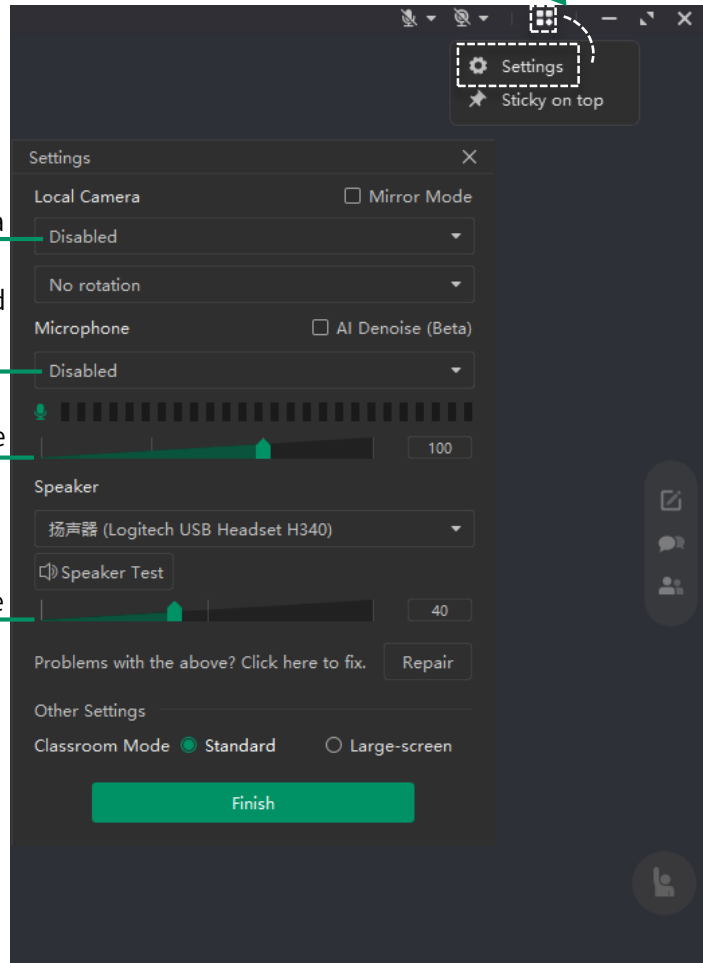 Settings
Sticky on top
Settings
Local Camera
Mirror Mode
Disabled
No rotation
Microphone
AI Denoise (Beta)
Disabled
100
Speaker
扬声器 (Logitech USB Headset H340)
Speaker Test
40
Problems with the above? Click here to fix.
Repair
Other Settings
Classroom Mode
Standard
Large-screen
Finish